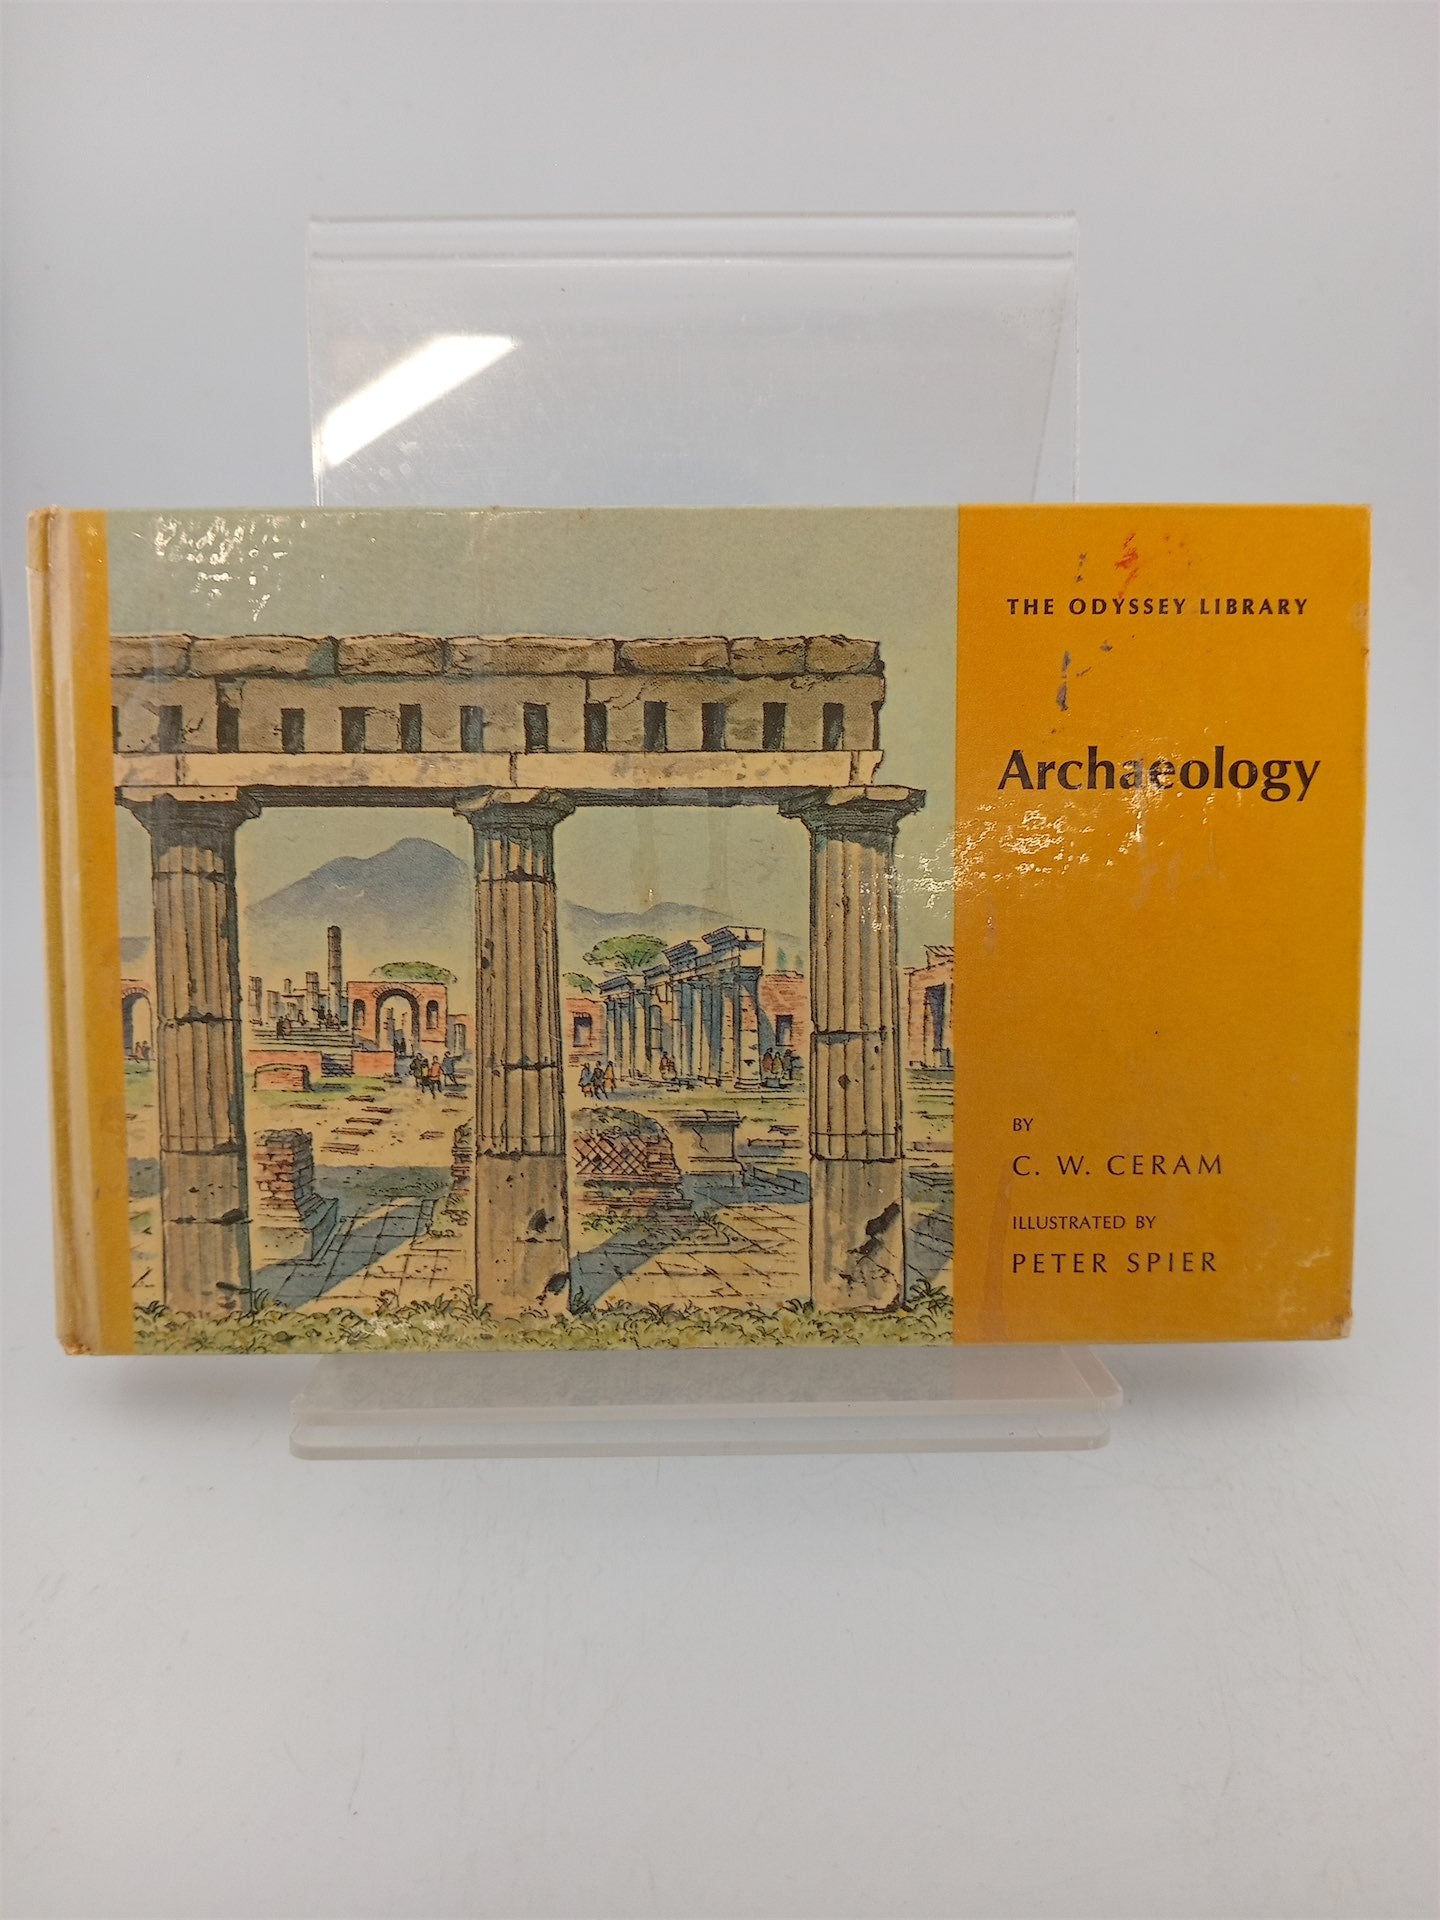 THE ODYSSEY LIBRARY
Archaeology
BY
C. W. CERAM
ILLUSTRATED BY
PETER SPIER